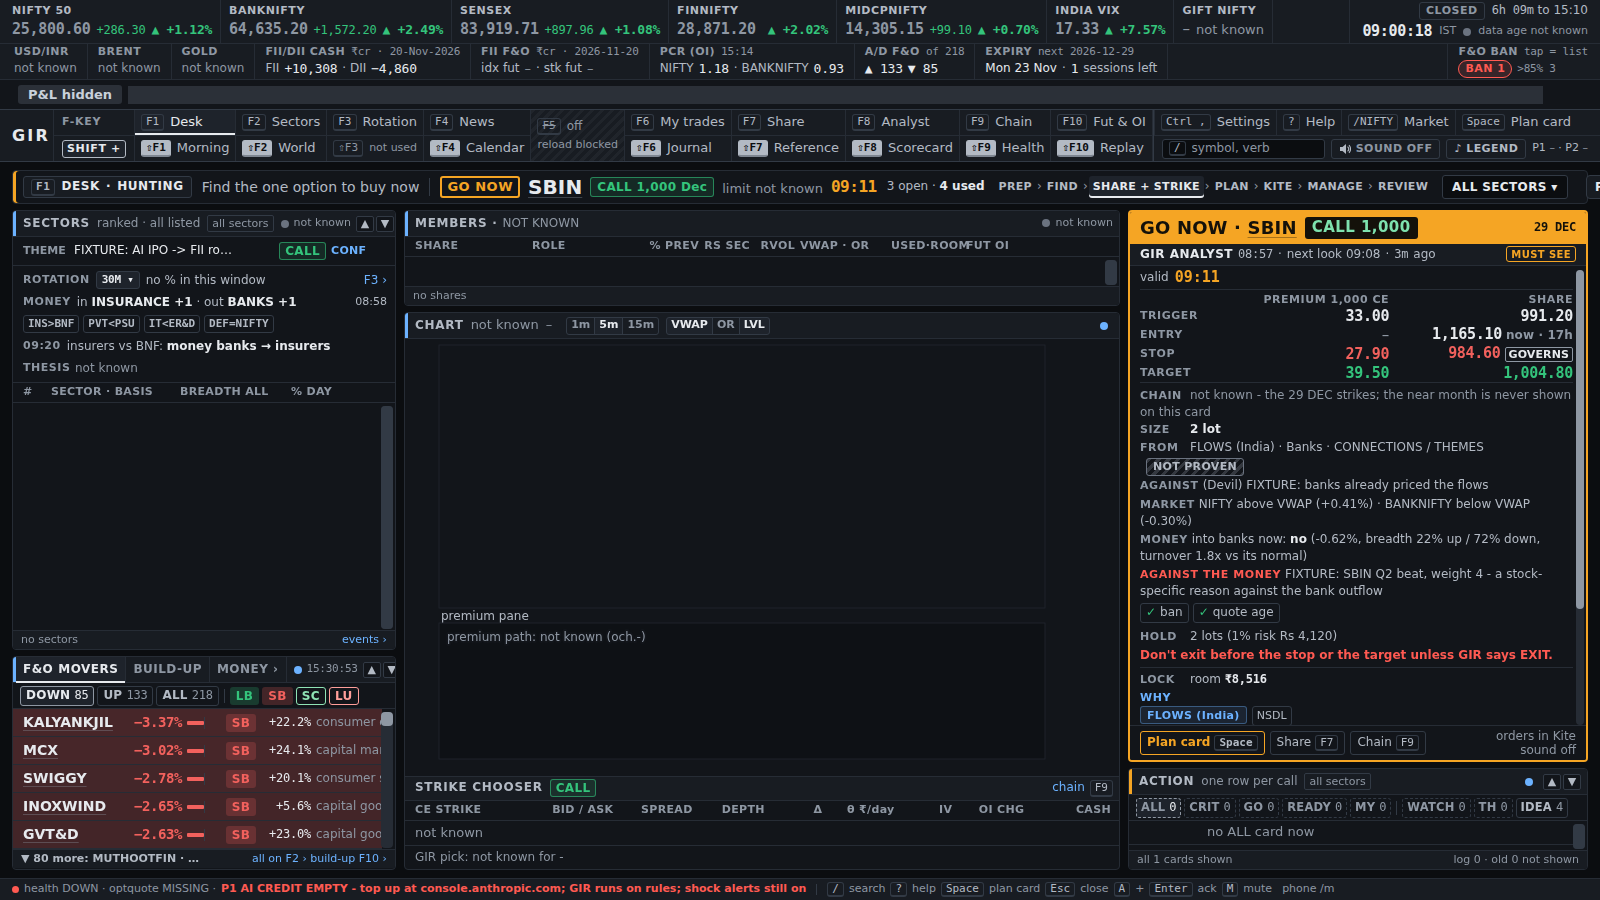 NIFTY 50 BANKNIFTY SENSEX FINNIFTY MIDCPNIFTY INDIA VIX GIFT NIFTY CLOSED 6h 09m to 15:10
25,800.60 +286.30 ▲ +1.12% 64,635.20 +1,572.20 ▲ +2.49% 83,919.71 +897.96 ▲ +1.08% 28,871.20 ▲ +2.02% 14,305.15 +99.10 ▲ +0.70% 17.33 ▲ +7.57% – not known 09:00:18 IST data age not known
USD/INR BRENT GOLD FII/DII CASH ₹cr · 20-Nov-2026 FII F&O ₹cr · 2026-11-20 PCR (OI) 15:14 A/D F&O of 218 EXPIRY next 2026-12-29 F&O BAN tap = list
not known not known not known FII +10,308 · DII −4,860 idx fut – · stk fut – NIFTY 1.18 · BANKNIFTY 0.93 ▲ 133 ▼ 85 Mon 23 Nov · 1 sessions left BAN 1 >85% 3
P&L hidden
GIR F-KEY F1 Desk F2 Sectors F3 Rotation F4 News F5 off F6 My trades F7 Share F8 Analyst F9 Chain F10 Fut & OI Ctrl , Settings ? Help /NIFTY Market Space Plan card
SHIFT + ⇧F1 Morning ⇧F2 World ⇧F3 not used ⇧F4 Calendar reload blocked ⇧F6 Journal ⇧F7 Reference ⇧F8 Scorecard ⇧F9 Health ⇧F10 Replay / symbol, verb SOUND OFF ♪ LEGEND P1 – · P2 –
F1 DESK · HUNTING Find the one option to buy now GO NOW SBIN CALL 1,000 Dec limit not known 09:11 3 open · 4 used PREP › FIND › SHARE + STRIKE › PLAN › KITE › MANAGE › REVIEW ALL SECTORS ▾
SECTORS ranked · all listed all sectors not known ▲ ▼
THEME FIXTURE: AI IPO -> FII ro… CALL CONF
ROTATION 30M ▾ no % in this window F3 ›
MONEY in INSURANCE +1 · out BANKS +1 08:58
INS>BNF PVT<PSU IT<ER&D DEF=NIFTY
09:20 insurers vs BNF: money banks → insurers
THESIS not known
# SECTOR · BASIS BREADTH ALL % DAY
no sectors events ›
F&O MOVERS BUILD-UP MONEY › 15:30:53 ▲ ▼
DOWN 85 UP 133 ALL 218 LB SB SC LU
KALYANKJIL −3.37% SB +22.2% consumer
MCX −3.02% SB +24.1% capital mar
SWIGGY −2.78% SB +20.1% consumer s
INOXWIND −2.65% SB +5.6% capital goo
GVT&D −2.63% SB +23.0% capital goo
▼ 80 more: MUTHOOTFIN · … all on F2 › build-up F10 ›
MEMBERS · NOT KNOWN not known
SHARE ROLE % PREV RS SEC RVOL VWAP · OR USED·ROOM FUT OI
no shares
CHART not known – 1m 5m 15m VWAP OR LVL
premium pane
premium path: not known (och.-)
STRIKE CHOOSER CALL chain F9
CE STRIKE BID / ASK SPREAD DEPTH Δ θ ₹/day IV OI CHG CASH
not known
GIR pick: not known for -
GO NOW · SBIN CALL 1,000 29 DEC
GIR ANALYST 08:57 · next look 09:08 · 3m ago MUST SEE
valid 09:11
PREMIUM 1,000 CE SHARE
TRIGGER 33.00 991.20
ENTRY – 1,165.10 now · 17h
STOP 27.90 984.60 GOVERNS
TARGET 39.50 1,004.80
CHAIN not known - the 29 DEC strikes; the near month is never shown
on this card
SIZE 2 lot
FROM FLOWS (India) · Banks · CONNECTIONS / THEMES
NOT PROVEN
AGAINST (Devil) FIXTURE: banks already priced the flows
MARKET NIFTY above VWAP (+0.41%) · BANKNIFTY below VWAP
(-0.30%)
MONEY into banks now: no (-0.62%, breadth 22% up / 72% down,
turnover 1.8x vs its normal)
AGAINST THE MONEY FIXTURE: SBIN Q2 beat, weight 4 - a stock-
specific reason against the bank outflow
✓ ban ✓ quote age
HOLD 2 lots (1% risk Rs 4,120)
Don't exit before the stop or the target unless GIR says EXIT.
LOCK room ₹8,516
WHY
FLOWS (India) NSDL
Plan card Space Share F7 Chain F9 orders in Kite
sound off
ACTION one row per call all sectors ▲ ▼
ALL 0 CRIT 0 GO 0 READY 0 MY 0 WATCH 0 TH 0 IDEA 4
no ALL card now
all 1 cards shown log 0 · old 0 not shown
health DOWN · optquote MISSING · P1 AI CREDIT EMPTY - top up at console.anthropic.com; GIR runs on rules; shock alerts still on / search ? help Space plan card Esc close A + Enter ack M mute phone /m